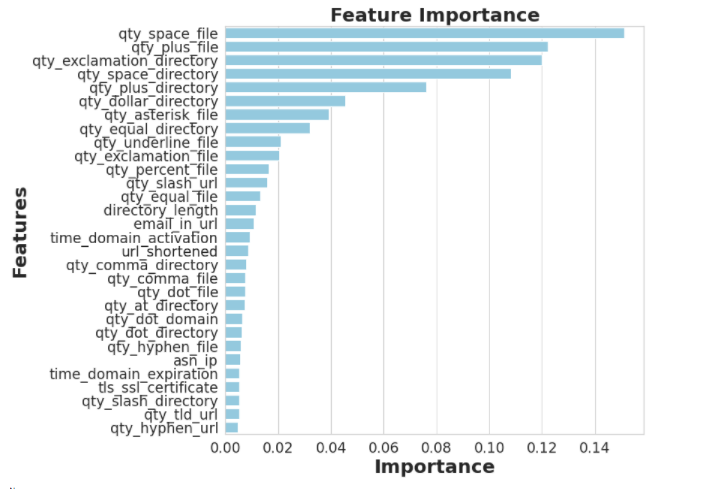 Feature Importance
qty_space_file
qty_plus_file
qty_exclamation_directory
qty_space_directory
qty_plus_directory
qty_dollar_directory
qty_asterisk_file
qty_equal_directory
qty_underline_file
qty_exclamation_file
qty_percent_file
qty_slash_url
qty_equal_file
directory_length
email_in_url
time_domain_activation
url_shortened
qty_comma_directory
qty_comma_file
qty_dot_file
qty_at_directory
qty_dot_domain
qty_dot_directory
qty_hyphen_file
asn_ip
time_domain_expiration
tls_ssl_certificate
qty_slash_directory
qty_tld_url
qty_hyphen_url
Features
0.00 0.02 0.04 0.06 0.08 0.10 0.12 0.14
Importance